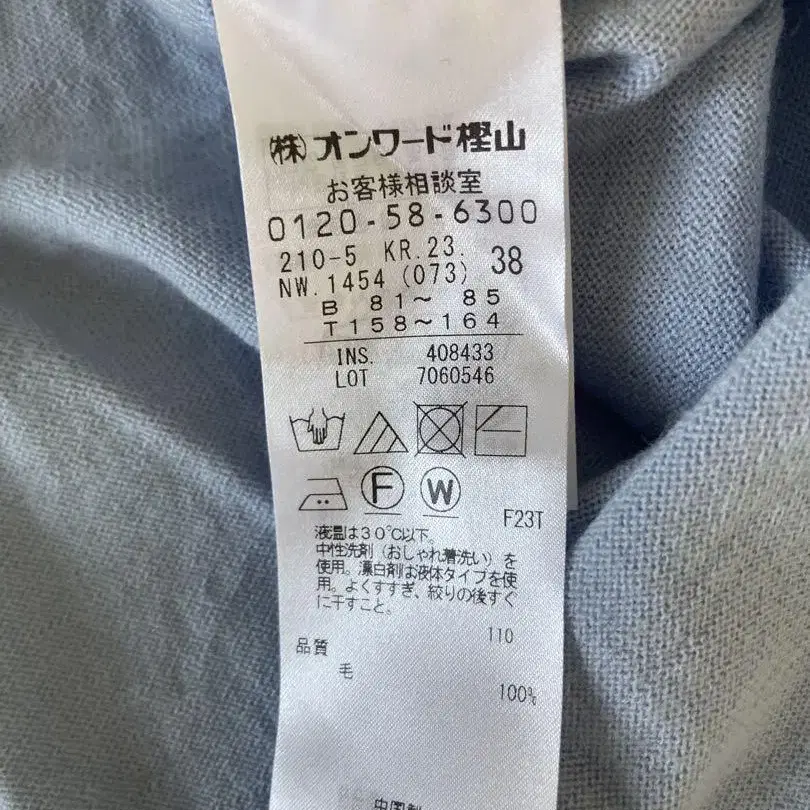 (株)オンワード樫山
お客様相談室
0120-58-6300
210-5 KR.23. 38
NW.1454 (073)
B 81〜 85
T158〜164
INS. 408433
LOT 7060546
F W
F23T
液温は30℃以下。
中性洗剤(おしゃれ着洗い)を
使用。漂白剤は液体タイプを使
用。よくすすぎ、絞りの後すぐ
に干すこと。
110
品質
毛
100%
中国製